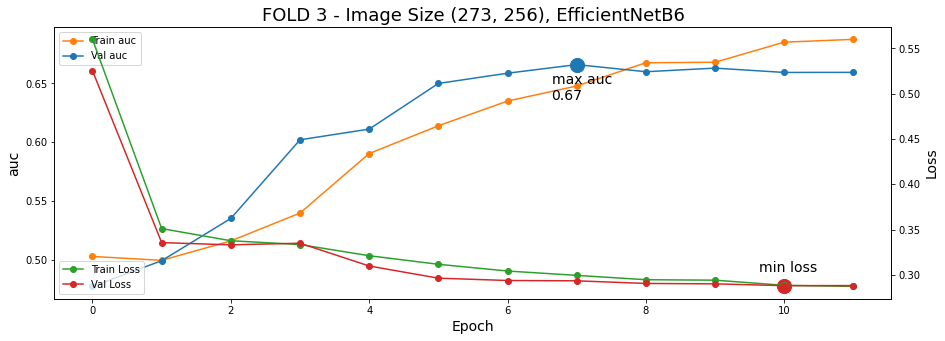 FOLD 3 - Image Size (273, 256), EfficientNetB6
Train auc
Val auc
max auc
0.67
min loss
Train Loss
Val Loss
0.65
0.60
0.55
0.50
auc
0.55
0.50
0.45
0.40
0.35
0.30
Loss
0
2
4
6
8
10
Epoch